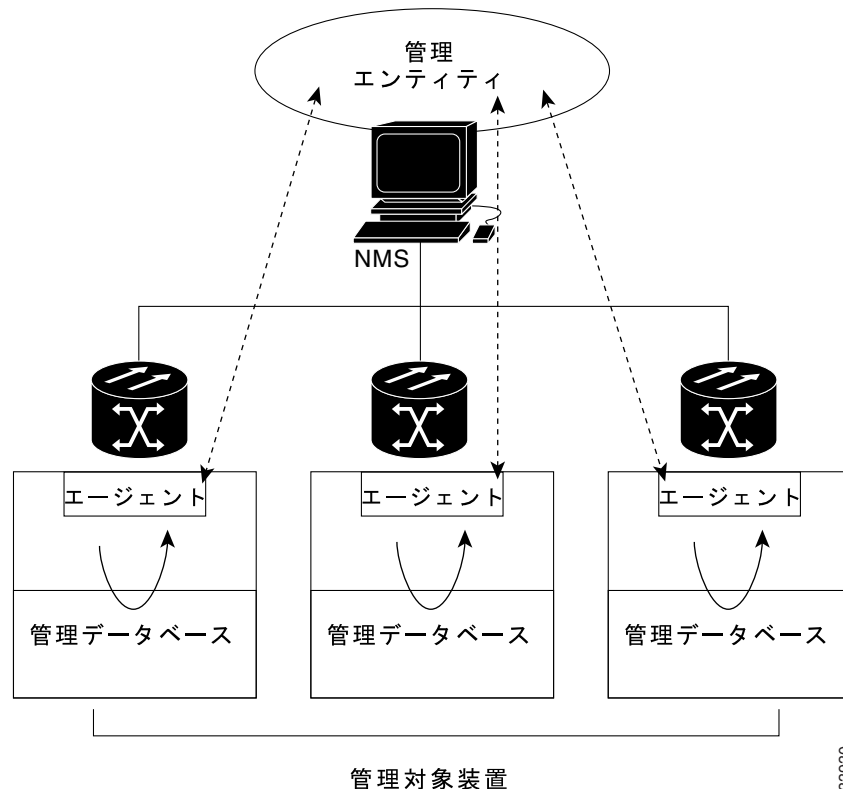 管理
エンティティ
NMS
エージェント
エージェント
エージェント
管理データベース
管理データベース
管理データベース
管理対象装置